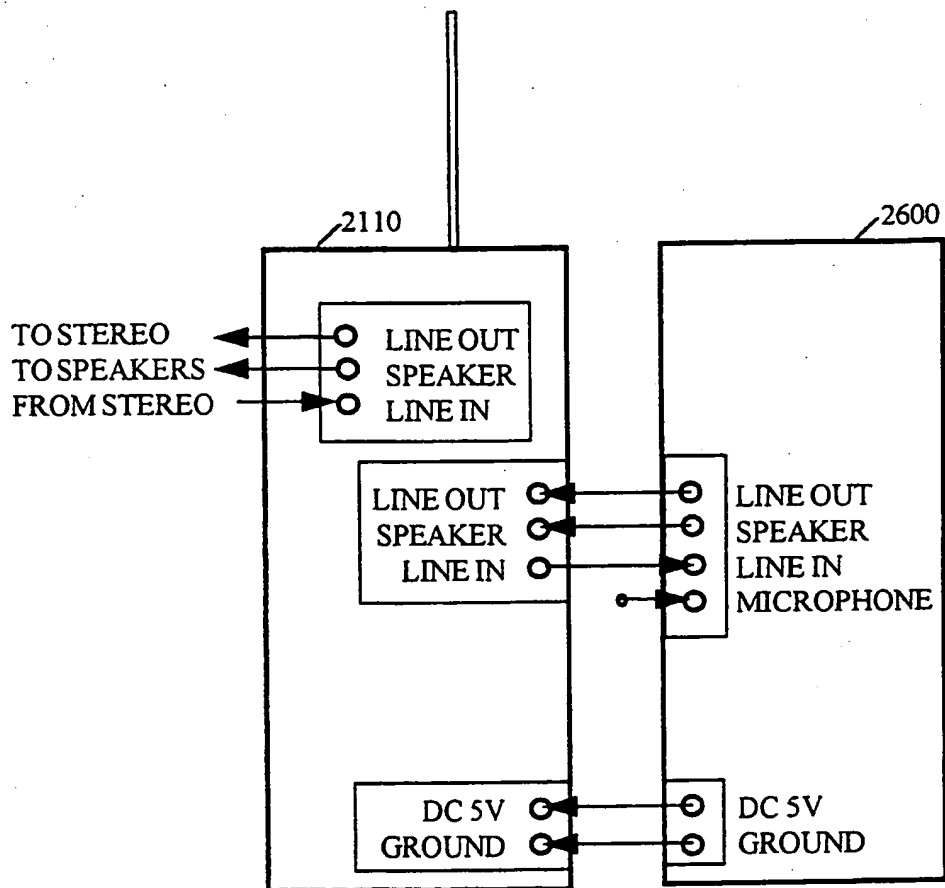 2110
2600
TO STEREO
TO SPEAKERS
FROM STEREO
LINE OUT
SPEAKER
LINE IN
LINE OUT
SPEAKER
LINE IN
LINE OUT
SPEAKER
LINE IN
MICROPHONE
DC 5V
GROUND
DC 5V
GROUND